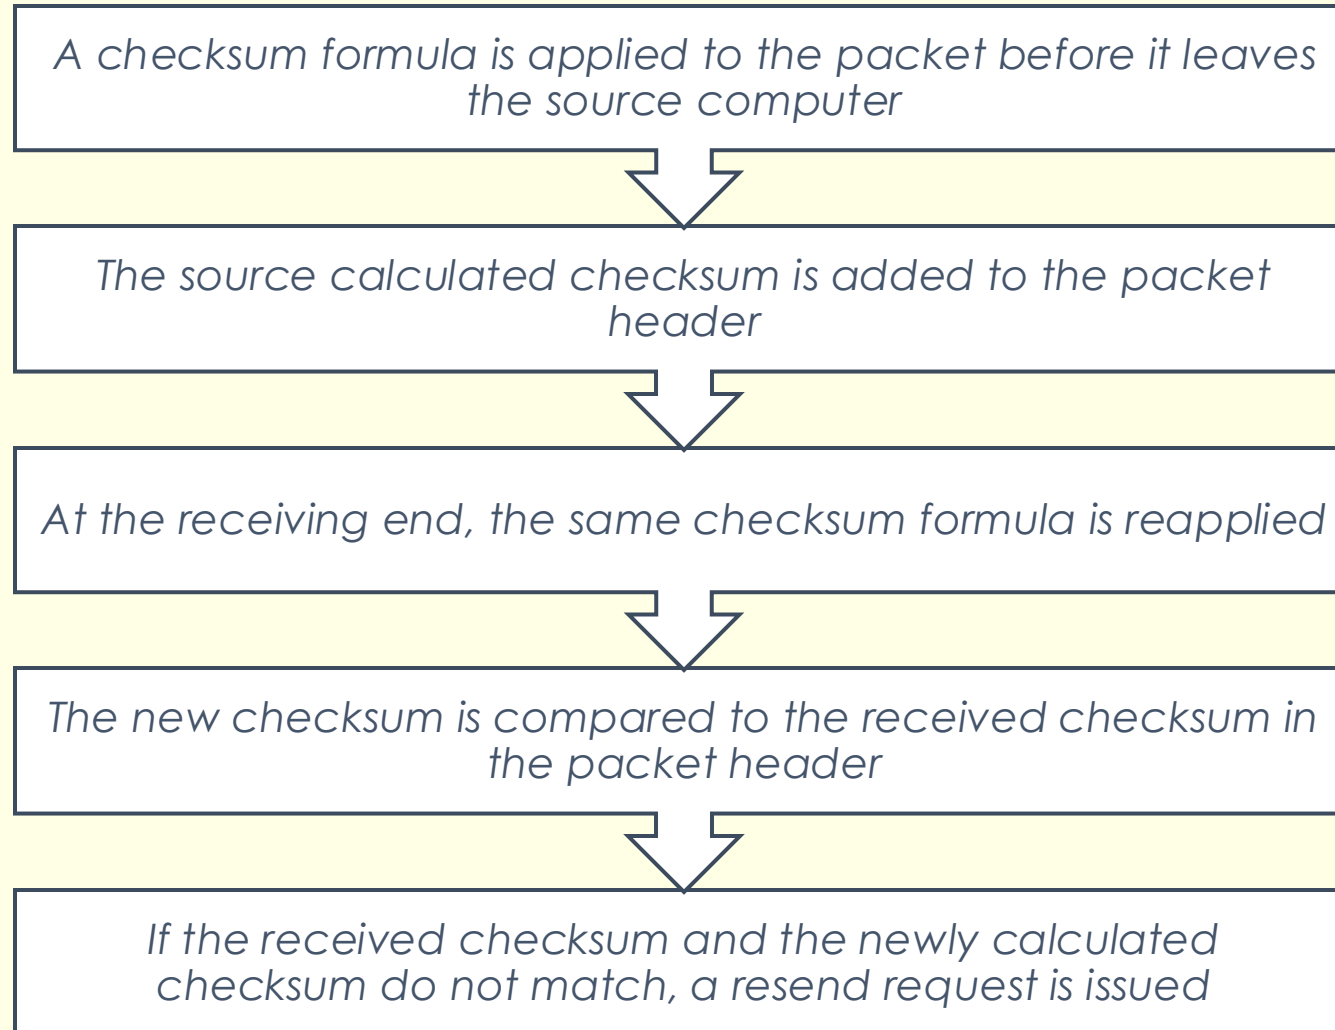 A checksum formula is applied to the packet before it leaves
the source computer
The source calculated checksum is added to the packet
header
At the receiving end, the same checksum formula is reapplied
The new checksum is compared to the received checksum in
the packet header
If the received checksum and the newly calculated
checksum do not match, a resend request is issued